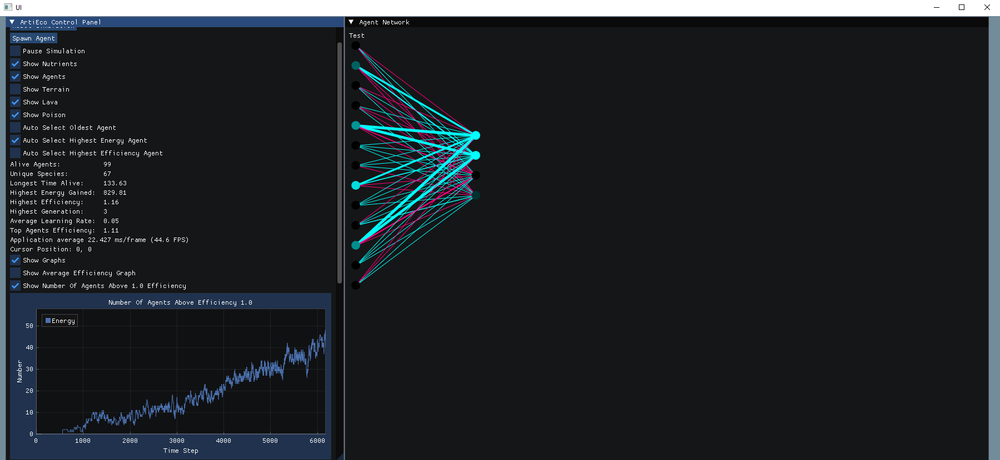 UI
ArtiEco Control Panel
Spawn Agent
Pause Simulation
Show Nutrients
Show Agents
Show Terrain
Show Lava
Show Poison
Auto Select Oldest Agent
Auto Select Highest Energy Agent
Auto Select Highest Efficiency Agent
Alive Agents: 99
Unique Species: 67
Longest Time Alive: 133.63
Highest Energy Gained: 829.81
Highest Efficiency: 1.16
Highest Generation: 3
Average Learning Rate: 0.05
Top Agents Efficiency: 1.11
Application average 22.427 ms/frame (44.6 FPS)
Cursor Position: 0, 0
Show Graphs
Show Average Efficiency Graph
Show Number Of Agents Above 1.0 Efficiency
Number Of Agents Above Efficiency 1.0
Energy
50
40
30
20
10
0
Number
0 1000 2000 3000 4000 5000 6000
Time Step
Agent Network
Test